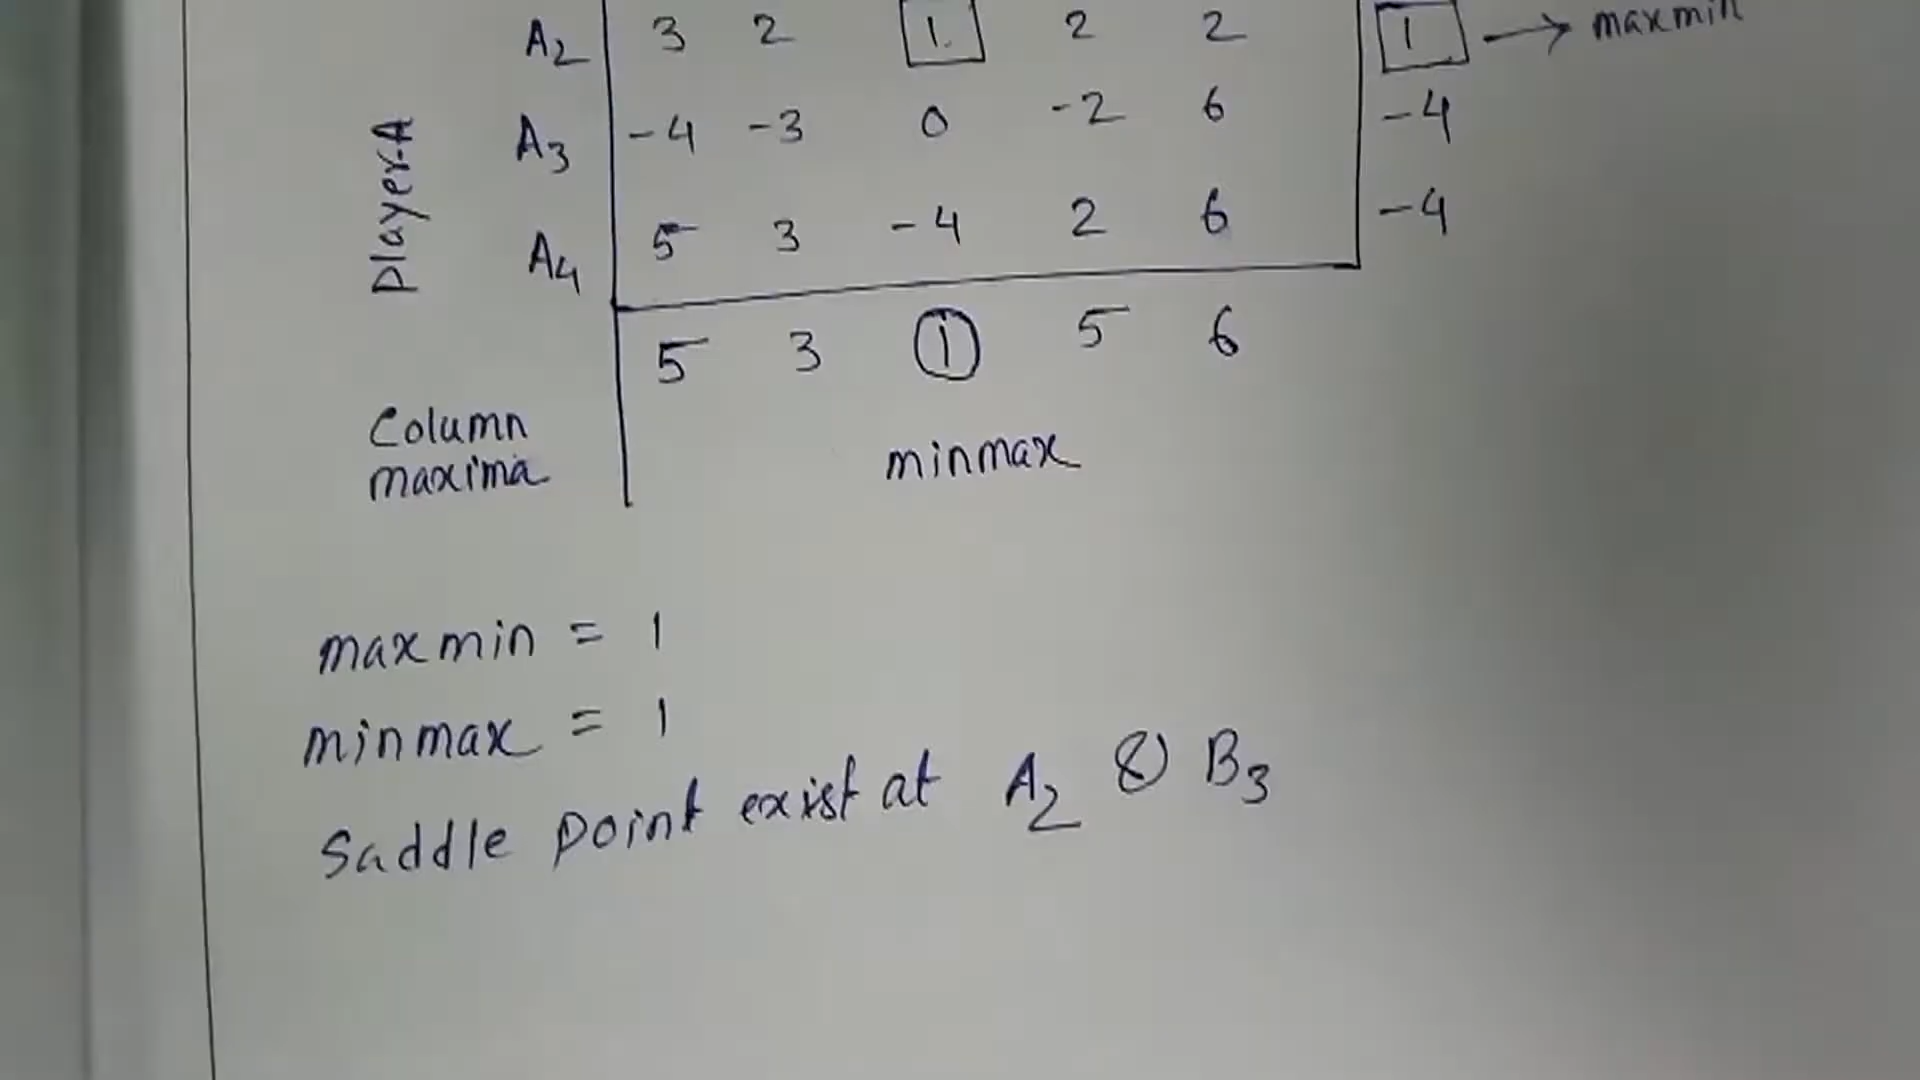 A2 3 2 1 2 2 1 → maxmin
A3 -4 -3 0 -2 6 -4
A4 5 3 -4 2 6 -4
Player-A
5 3 1 5 6
Column
maxima
minmax
maxmin = 1
minmax = 1
Saddle point exist at A2 & B3